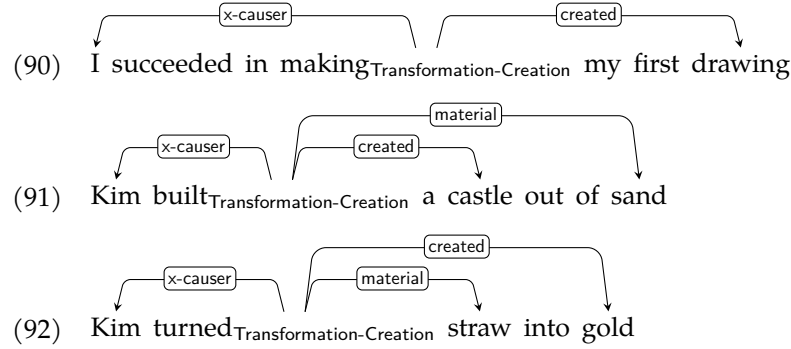 x-causer created
(90) I succeeded in making Transformation-Creation my first drawing
material
x-causer created
(91) Kim built Transformation-Creation a castle out of sand
created
x-causer material
(92) Kim turned Transformation-Creation straw into gold